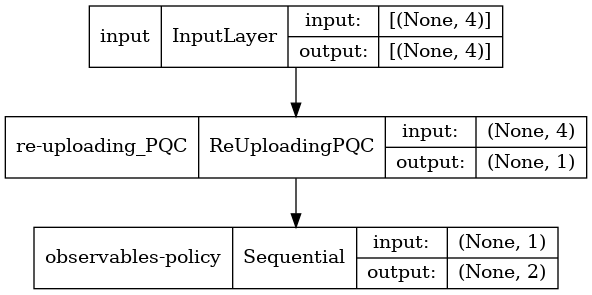 input InputLayer input: [(None, 4)]
output: [(None, 4)]
re-uploading_PQC ReUploadingPQC input: (None, 4)
output: (None, 1)
observables-policy Sequential input: (None, 1)
output: (None, 2)